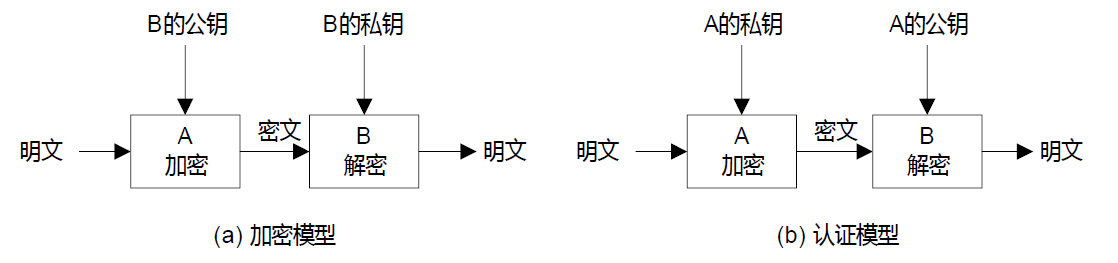 B的公钥
B的私钥
A的私钥
A的公钥
明文
A
加密
密文
B
解密
明文
明文
A
加密
密文
B
解密
明文
(a) 加密模型
(b) 认证模型